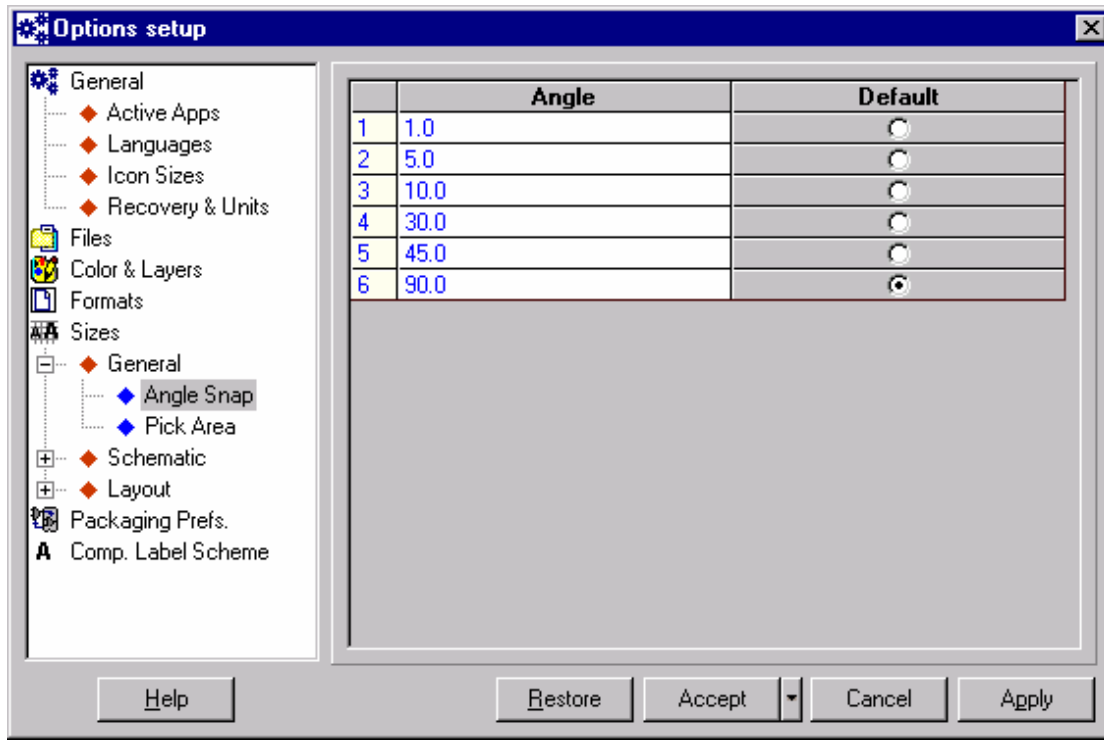 Options setup
General
Active Apps
Languages
Icon Sizes
Recovery & Units
Files
Color & Layers
Formats
Sizes
General
Angle Snap
Pick Area
Schematic
Layout
Packaging Prefs.
A Comp. Label Scheme
Angle Default
1 1.0
2 5.0
3 10.0
4 30.0
5 45.0
6 90.0
Help Restore Accept Cancel Apply